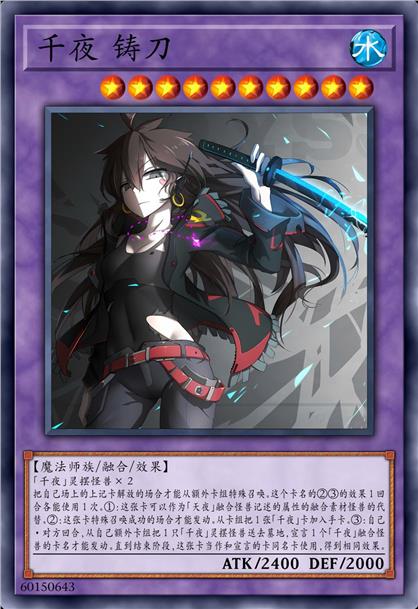 千夜 铸刀
水
【魔法师族/融合/效果】
「千夜」灵摆怪兽×2
把自己场上的上记卡解放的场合才能从额外卡组特殊召唤。这个卡名的②③的效果1回
合各能使用1次。①:这张卡可以作为「天夜」融合怪兽记述的属性的融合素材怪兽的代
替。②:这张卡特殊召唤成功的场合才能发动。从卡组把1张「千夜」卡加入手卡。③:自己
·对方回合,从自己额外卡组把1只「千夜」灵摆怪兽送去墓地,宣言1个「千夜」融合怪
兽的卡名才能发动。直到结束阶段,这张卡当作和宣言的卡同名卡使用,得到相同效果。
ATK/2400 DEF/2000
60150643